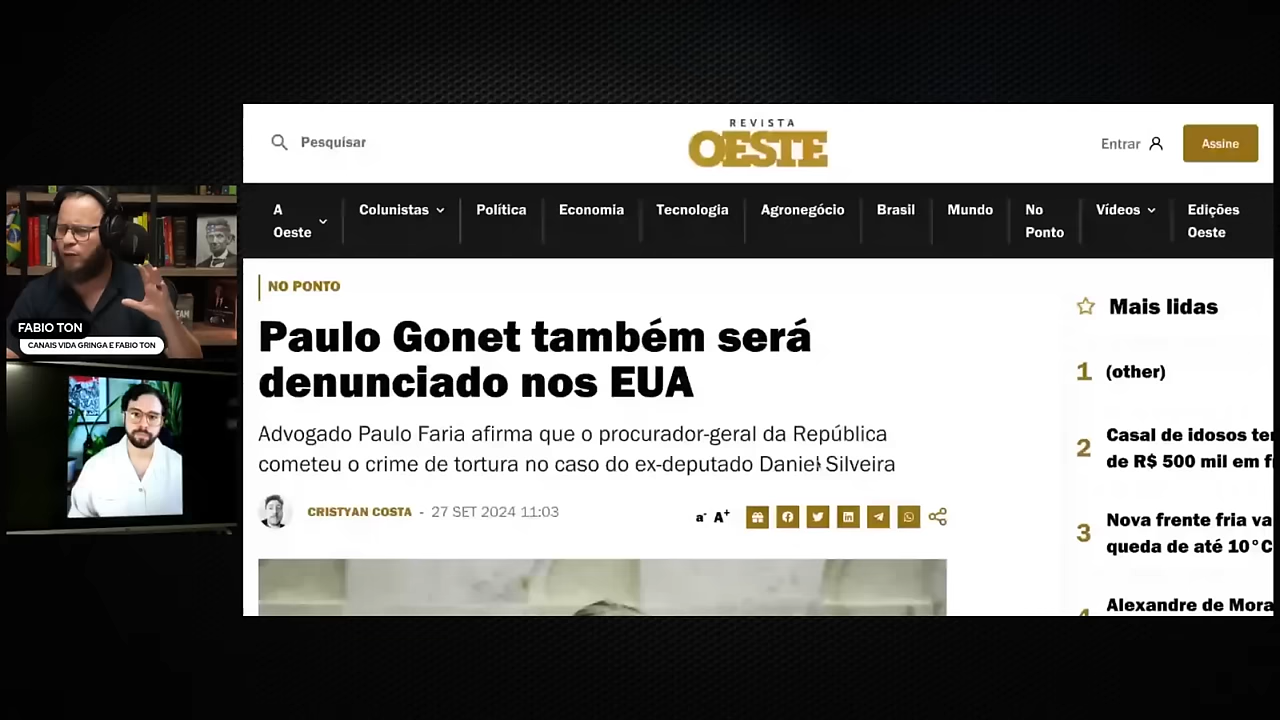 Pesquisar
REVISTA
OESTE
Entrar
Assine
A Oeste
Colunistas
Política
Economia
Tecnologia
Agronegócio
Brasil
Mundo
No Ponto
Vídeos
Edições Oeste
NO PONTO
Paulo Gonet também será
denunciado nos EUA
Advogado Paulo Faria afirma que o procurador-geral da República
cometeu o crime de tortura no caso do ex-deputado Daniel Silveira
CRISTYAN COSTA - 27 SET 2024 11:03
a- A+
Mais lidas
1 (other)
2 Casal de idosos te
de R$ 500 mil em f
3 Nova frente fria va
queda de até 10°C
4 Alexandre de Mora
FABIO TON
CANAIS VIDA GRINGA E FABIO TON